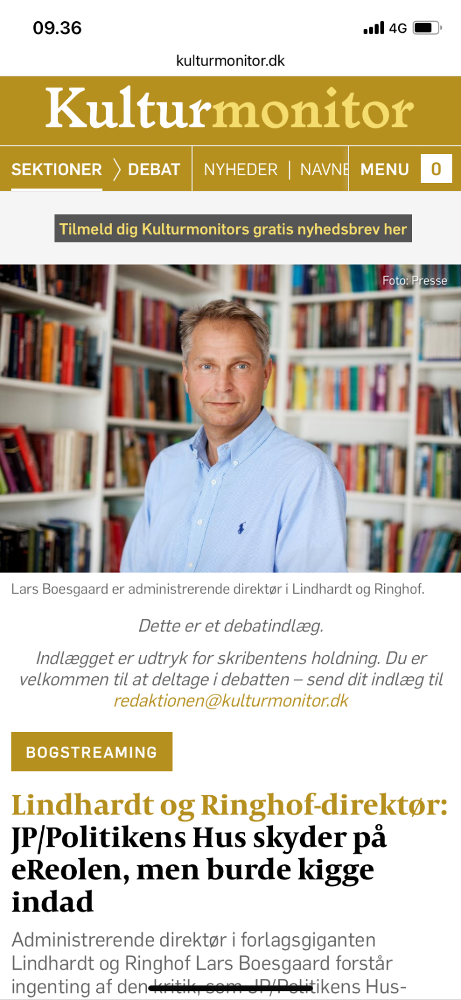 09.36
4G
kulturmonitor.dk
Kulturmonitor
SEKTIONER DEBAT NYHEDER | NAVNE MENU 0
Tilmeld dig Kulturmonitors gratis nyhedsbrev her
Foto: Presse
Lars Boesgaard er administrerende direktør i Lindhardt og Ringhof.
Dette er et debatindlæg.
Indlægget er udtryk for skribentens holdning. Du er
velkommen til at deltage i debatten – send dit indlæg til
redaktionen@kulturmonitor.dk
BOGSTREAMING
Lindhardt og Ringhof-direktør:
JP/Politikens Hus skyder på
eReolen, men burde kigge
indad
Administrerende direktør i forlagsgiganten
Lindhardt og Ringhof Lars Boesgaard forstår
ingenting af den kritik, som JP/Politikens Hus-